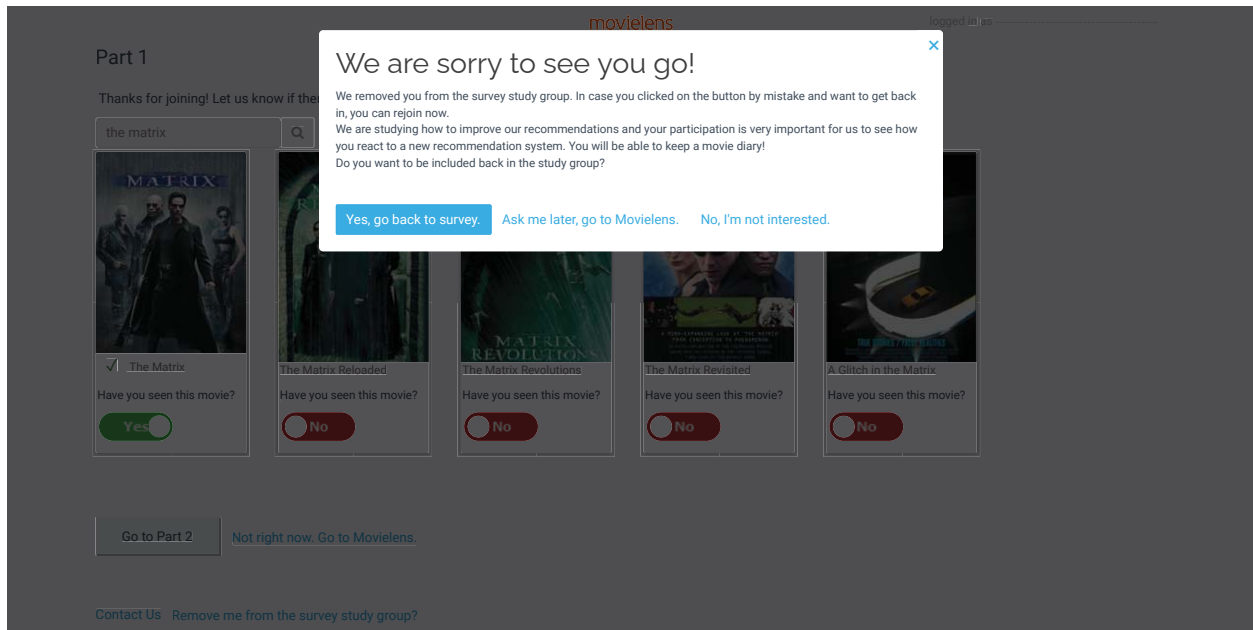 movielens
logged in as
Part 1
We are sorry to see you go!
Thanks for joining! Let us know if
We removed you from the survey study group. In case you clicked on the button by mistake and want to get back
in, you can rejoin now.
We are studying how to improve our recommendations and your participation is very important for us to see how
you react to a new recommendation system. You will be able to keep a movie diary!
Do you want to be included back in the study group?
the matrix
Yes, go back to survey. Ask me later, go to Movielens. No, I'm not interested.
MATRIX
MATRIX
REVOLUTIONS
The Matrix
The Matrix Reloaded
The Matrix Revolutions
The Matrix Revisited
A Glitch in the Matrix
Have you seen this movie? Have you seen this movie? Have you seen this movie? Have you seen this movie? Have you seen this movie?
Yes No No No No
Go to Part 2 Not right now. Go to Movielens.
Contact Us Remove me from the survey study group?